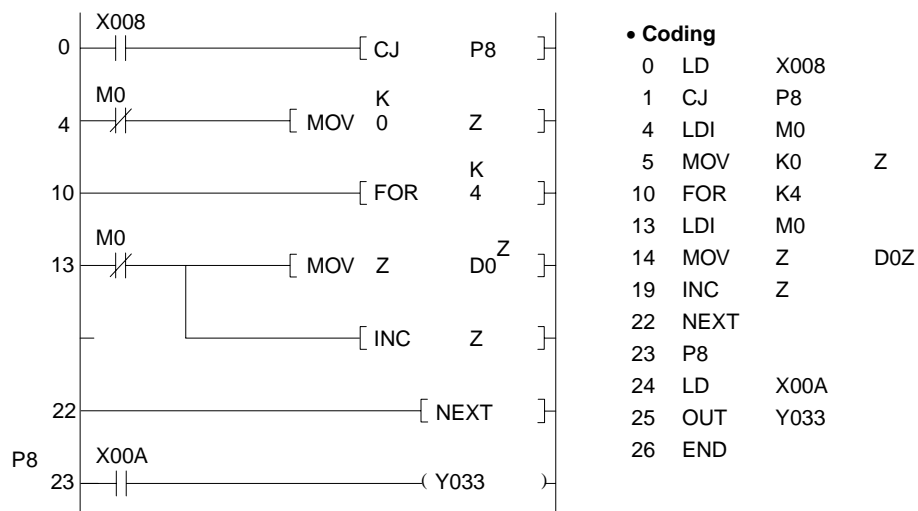 X008
0 CJ P8
M0
K
4 MOV 0 Z
K
10 FOR 4
M0
Z
13 MOV Z D0
INC Z
22 NEXT
P8 X00A
23 Y033
• Coding
0 LD X008
1 CJ P8
4 LDI M0
5 MOV K0 Z
10 FOR K4
13 LDI M0
14 MOV Z D0Z
19 INC Z
22 NEXT
23 P8
24 LD X00A
25 OUT Y033
26 END